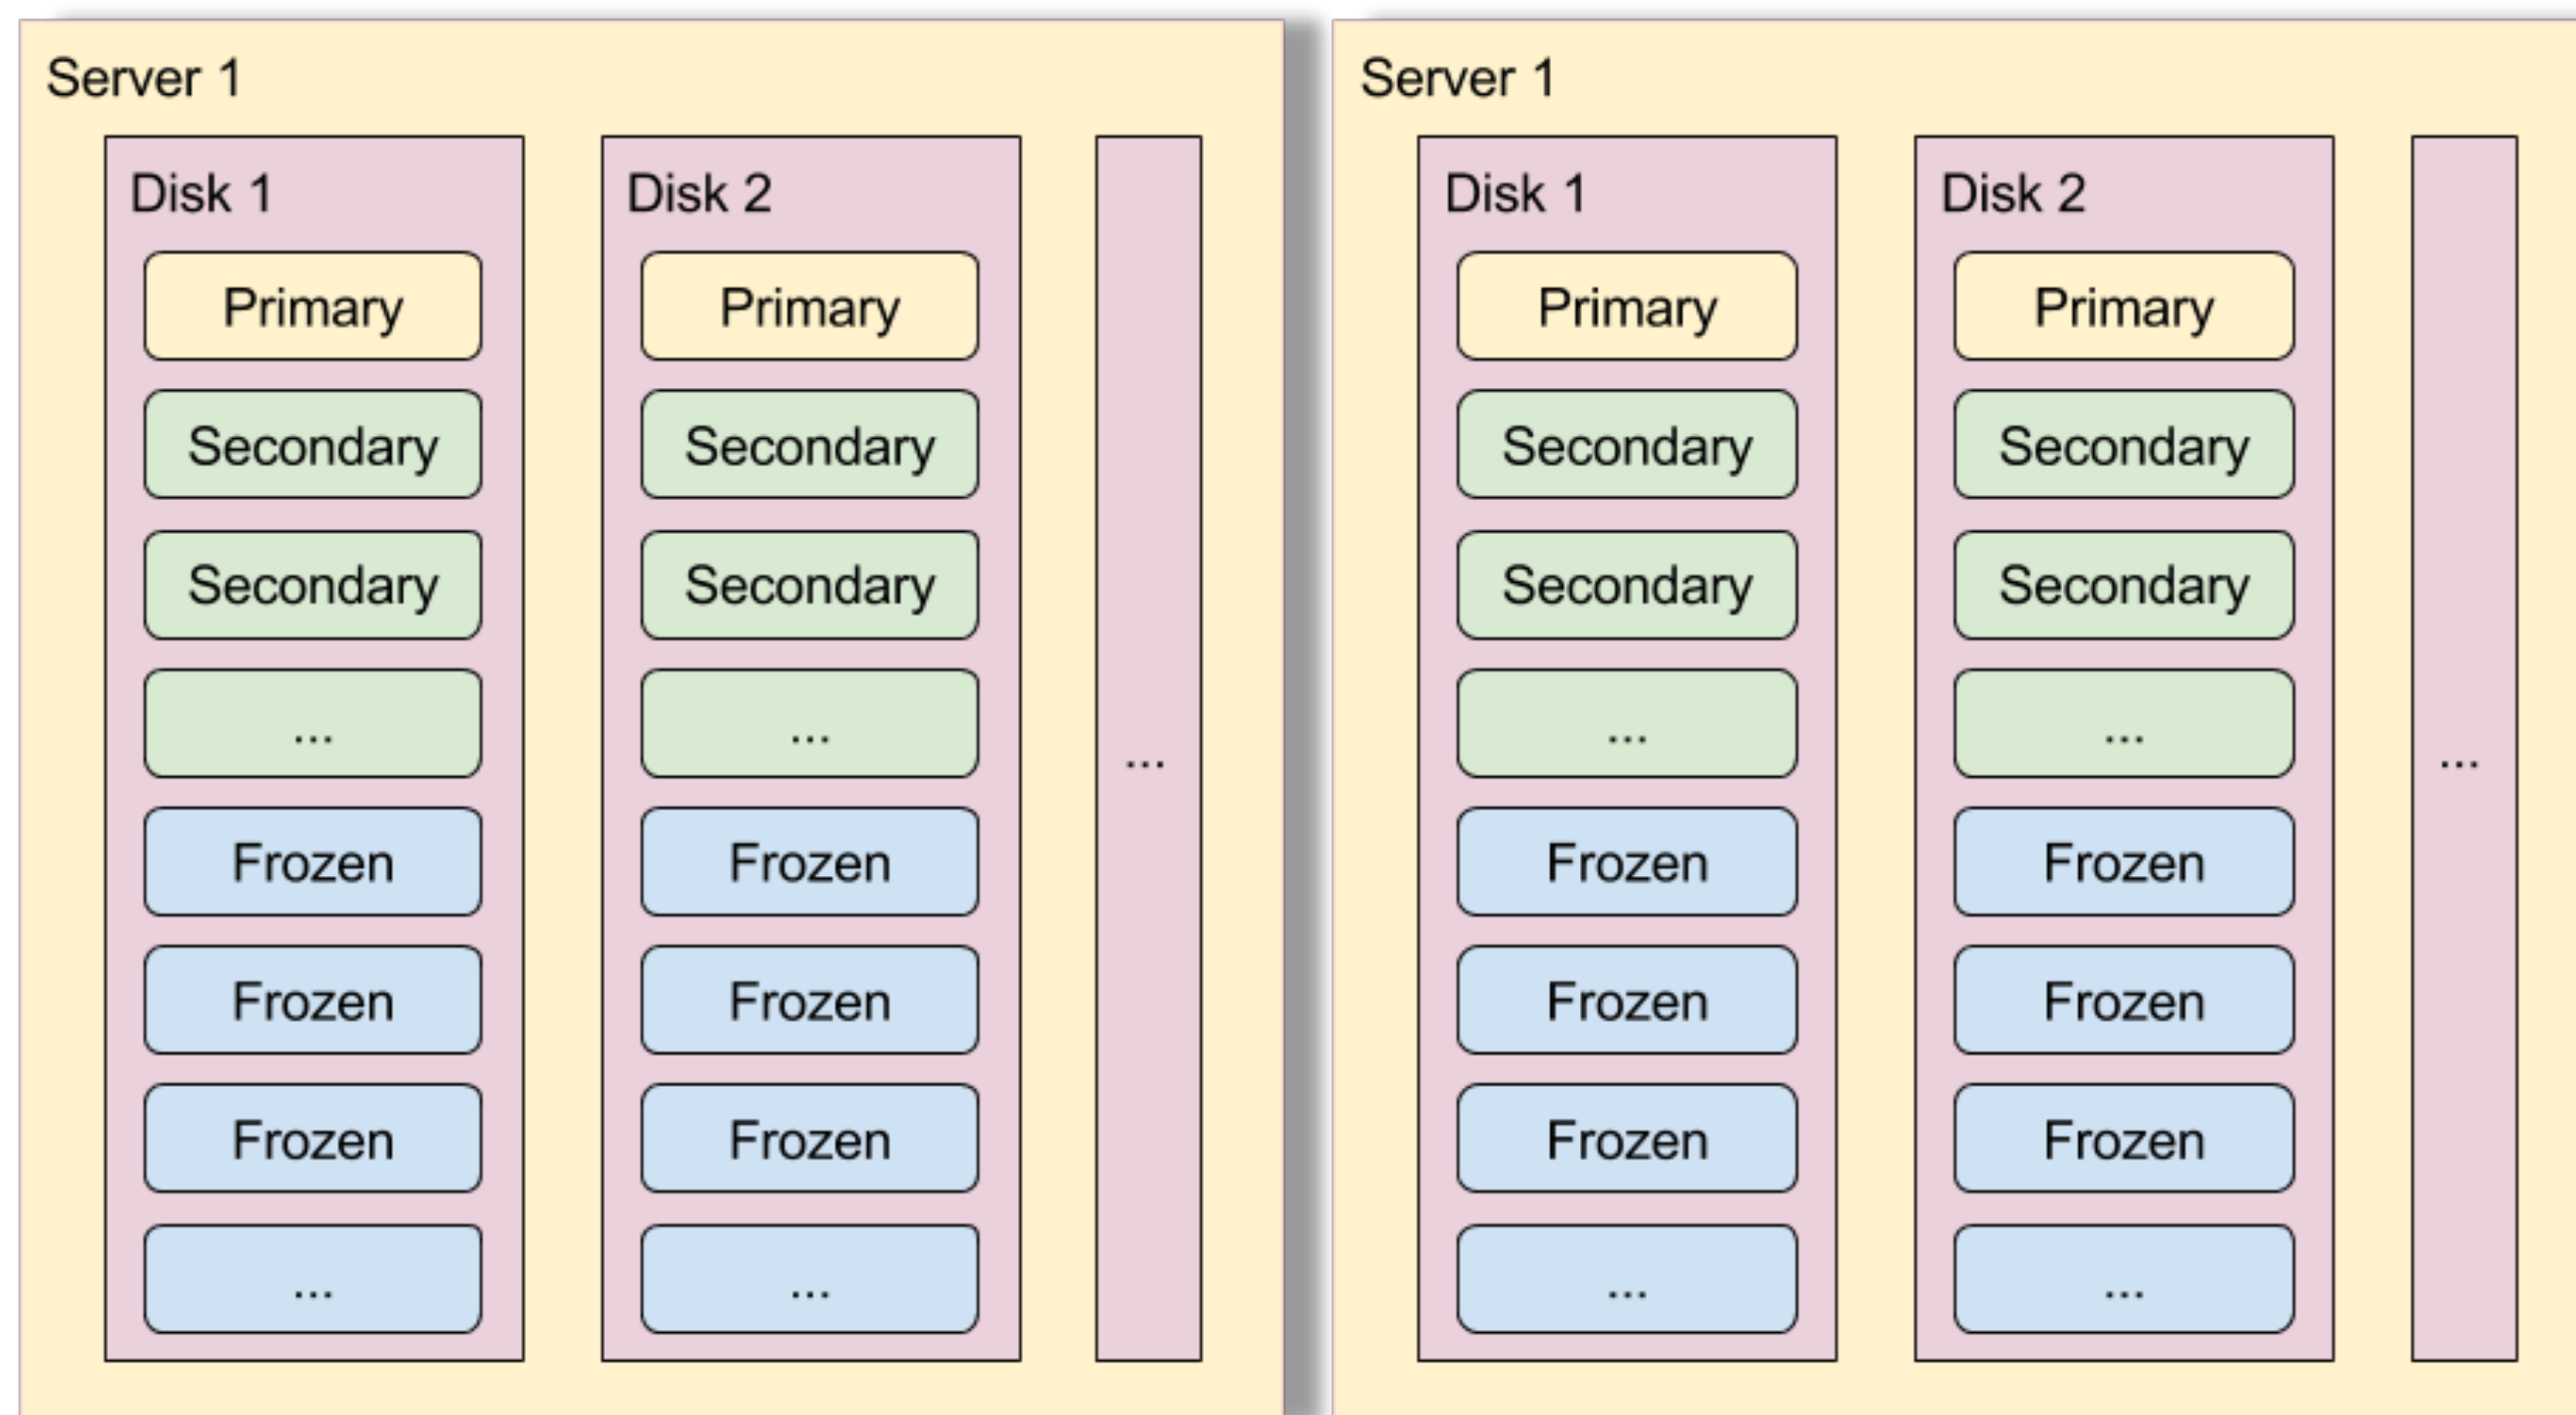 Server 1
Disk 1
Primary
Secondary
Secondary
...
Frozen
Frozen
Frozen
...
Disk 2
Primary
Secondary
Secondary
...
Frozen
Frozen
Frozen
...
...
Server 1
Disk 1
Primary
Secondary
Secondary
...
Frozen
Frozen
Frozen
...
Disk 2
Primary
Secondary
Secondary
...
Frozen
Frozen
Frozen
...
...